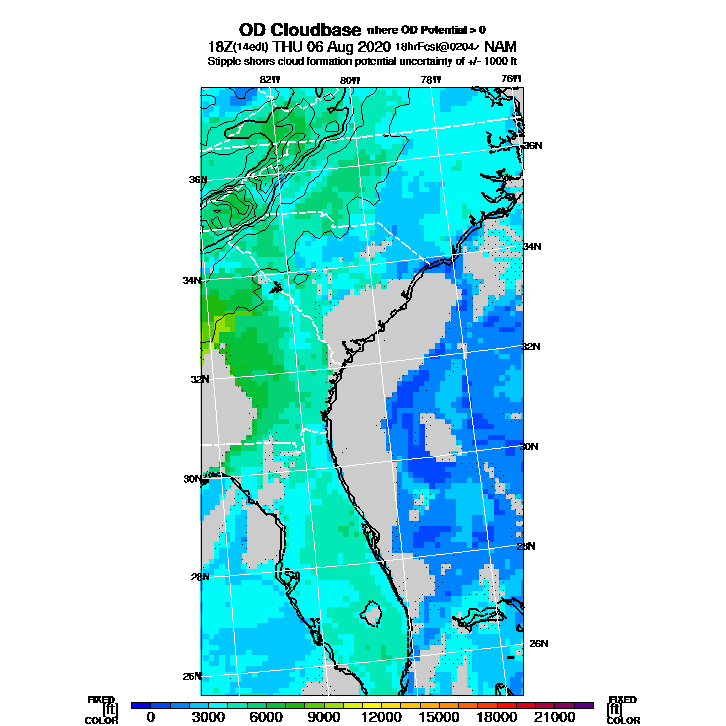 OD Cloudbase where OD Potential > 0
18Z(14edt) THU 06 Aug 2020 18hrFcst@0204z NAM
Stipple shows cloud formation potential uncertainty of +/- 1000 ft
82W 80W 78W 76W
36N
36N
34N
34N
32N
32N
30N
30N
28N
28N
26N
26N
FIXED FIXED
[ft] [ft]
COLOR 0 3000 6000 9000 12000 15000 18000 21000 COLOR